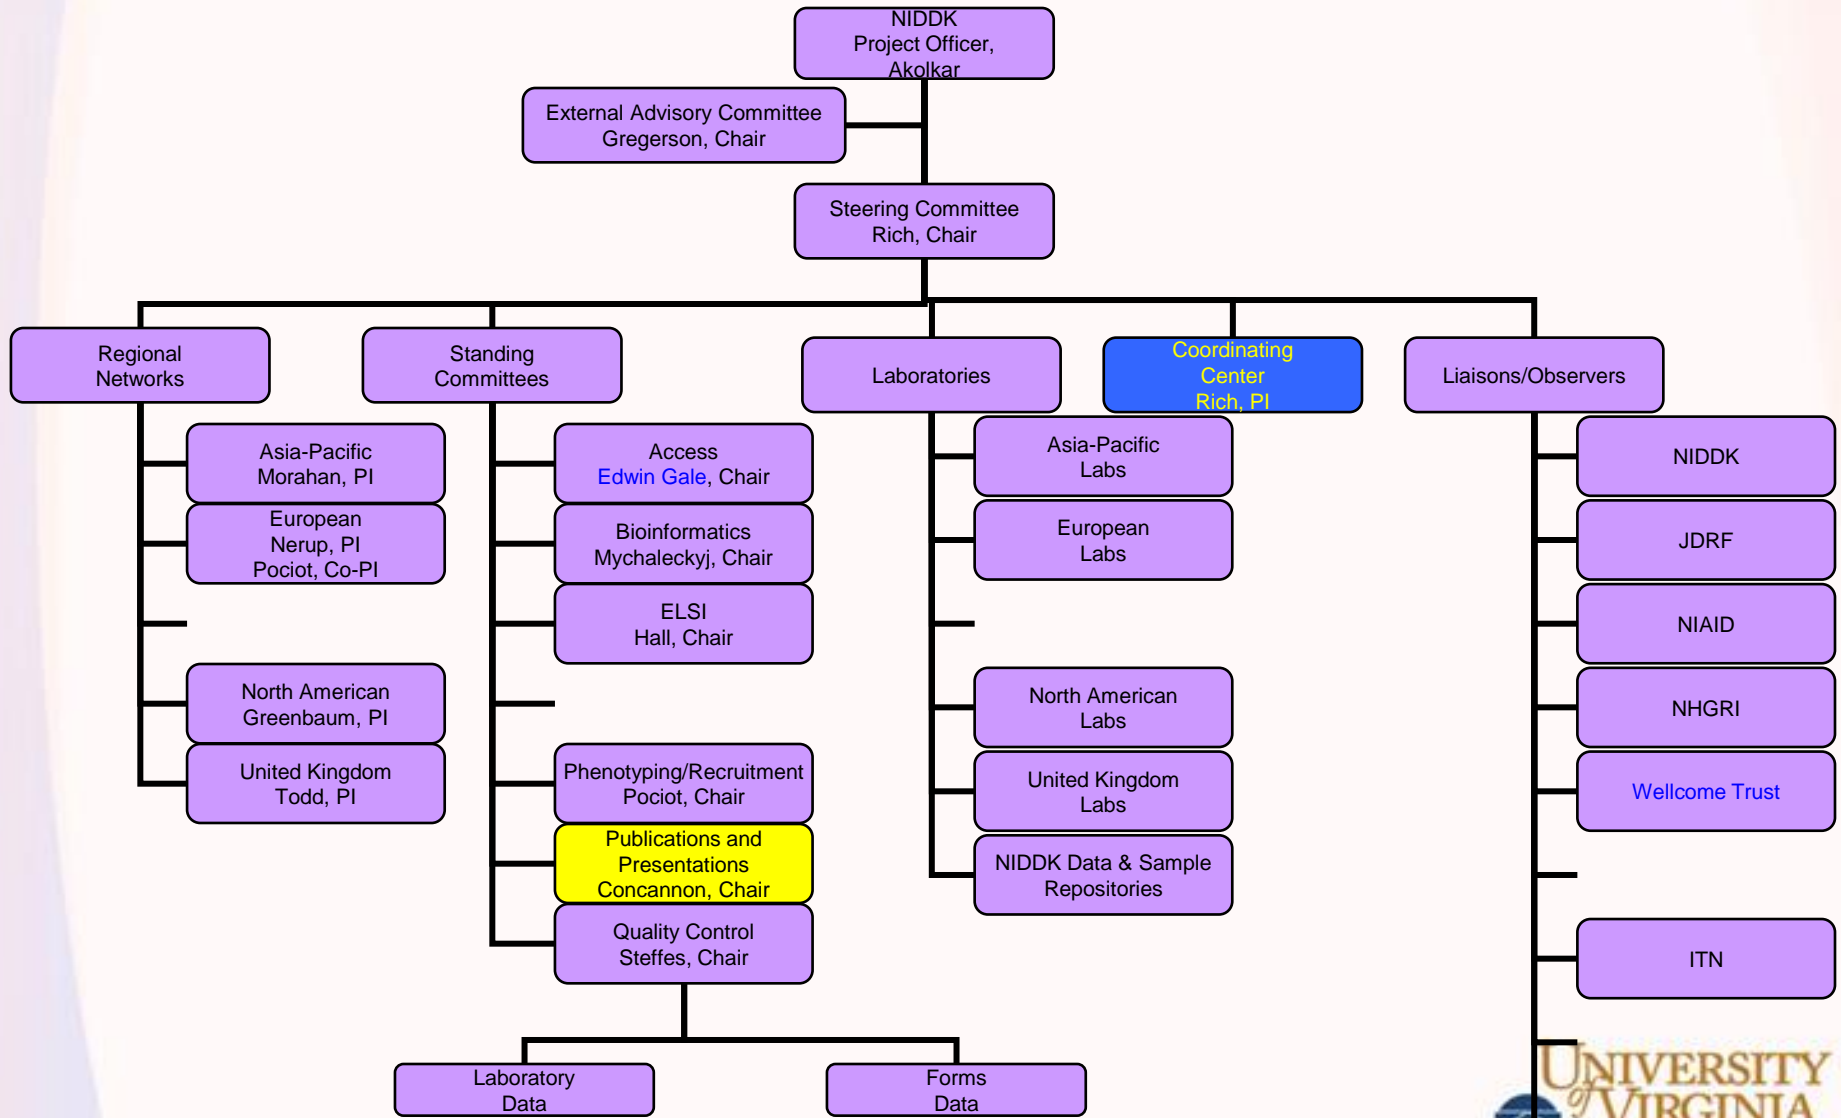 NIDDK
Project Officer,
Akolkar
External Advisory Committee
Gregerson, Chair
Steering Committee
Rich, Chair
Regional
Networks
Standing
Committees
Laboratories
Coordinating
Center
Rich, PI
Liaisons/Observers
Asia-Pacific
Morahan, PI
European
Nerup, PI
Pociot, Co-PI
North American
Greenbaum, PI
United Kingdom
Todd, PI
Access
Edwin Gale, Chair
Bioinformatics
Mychaleckyj, Chair
ELSI
Hall, Chair
Phenotyping/Recruitment
Pociot, Chair
Publications and
Presentations
Concannon, Chair
Quality Control
Steffes, Chair
Laboratory
Data
Forms
Data
Asia-Pacific
Labs
European
Labs
North American
Labs
United Kingdom
Labs
NIDDK Data & Sample
Repositories
NIDDK
JDRF
NIAID
NHGRI
Wellcome Trust
ITN
UNIVERSITY
of VIRGINIA